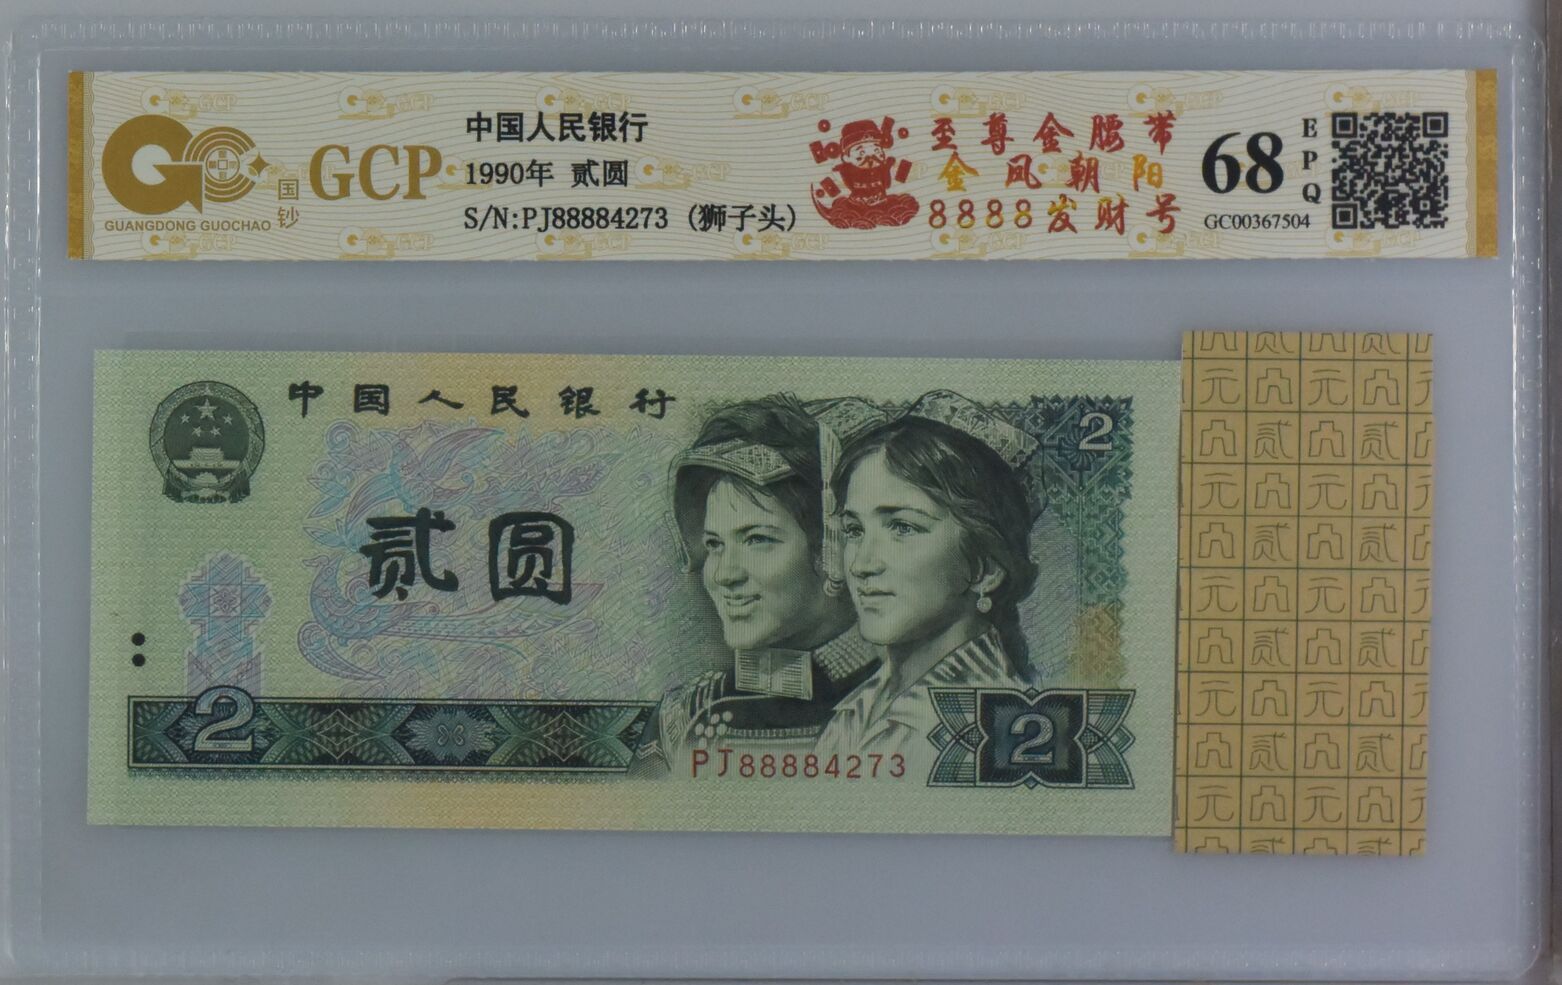 GCP
GUANGDONG GUOCHAO
国钞
中国人民银行
1990年 贰圆
S/N:PJ88884273 (狮子头)
至尊金腰带
金凤朝阳
8888发财号
68
EPQ
GC00367504
中国人民银行
贰圆
2
2
2
PJ88884273